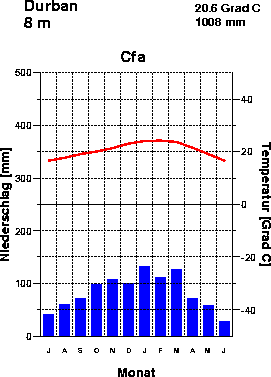 Durban
8 m
20.6 Grad C
1008 mm
Cfa
500
400
300
200
100
0
Niederschlag [mm]
40
20
0
-20
-40
Temperatur [Grad C]
J A S O N D J F M A M J
Monat